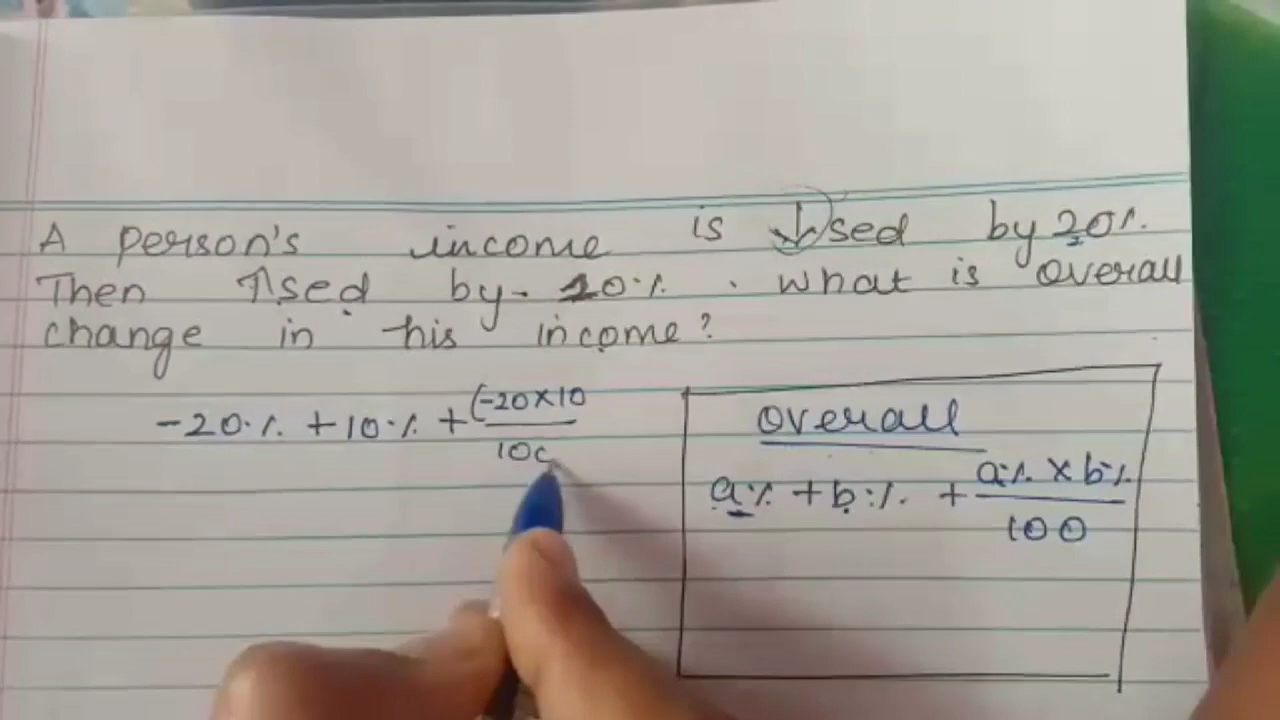 A person's income is ↓sed by 20%.
Then ↑sed by 10%. What is overall
change in his income?
-20% + 10% + (-20×10
100
overall
a% + b% + a% × b%
100